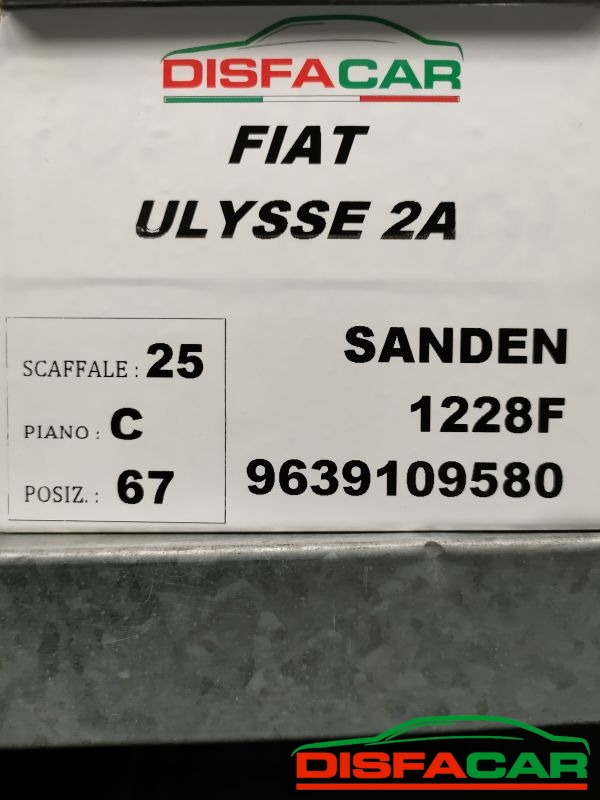 DISFACAR
FIAT
ULYSSE 2A
SCAFFALE : 25
PIANO : C
POSIZ. : 67
SANDEN
1228F
9639109580
DISFACAR